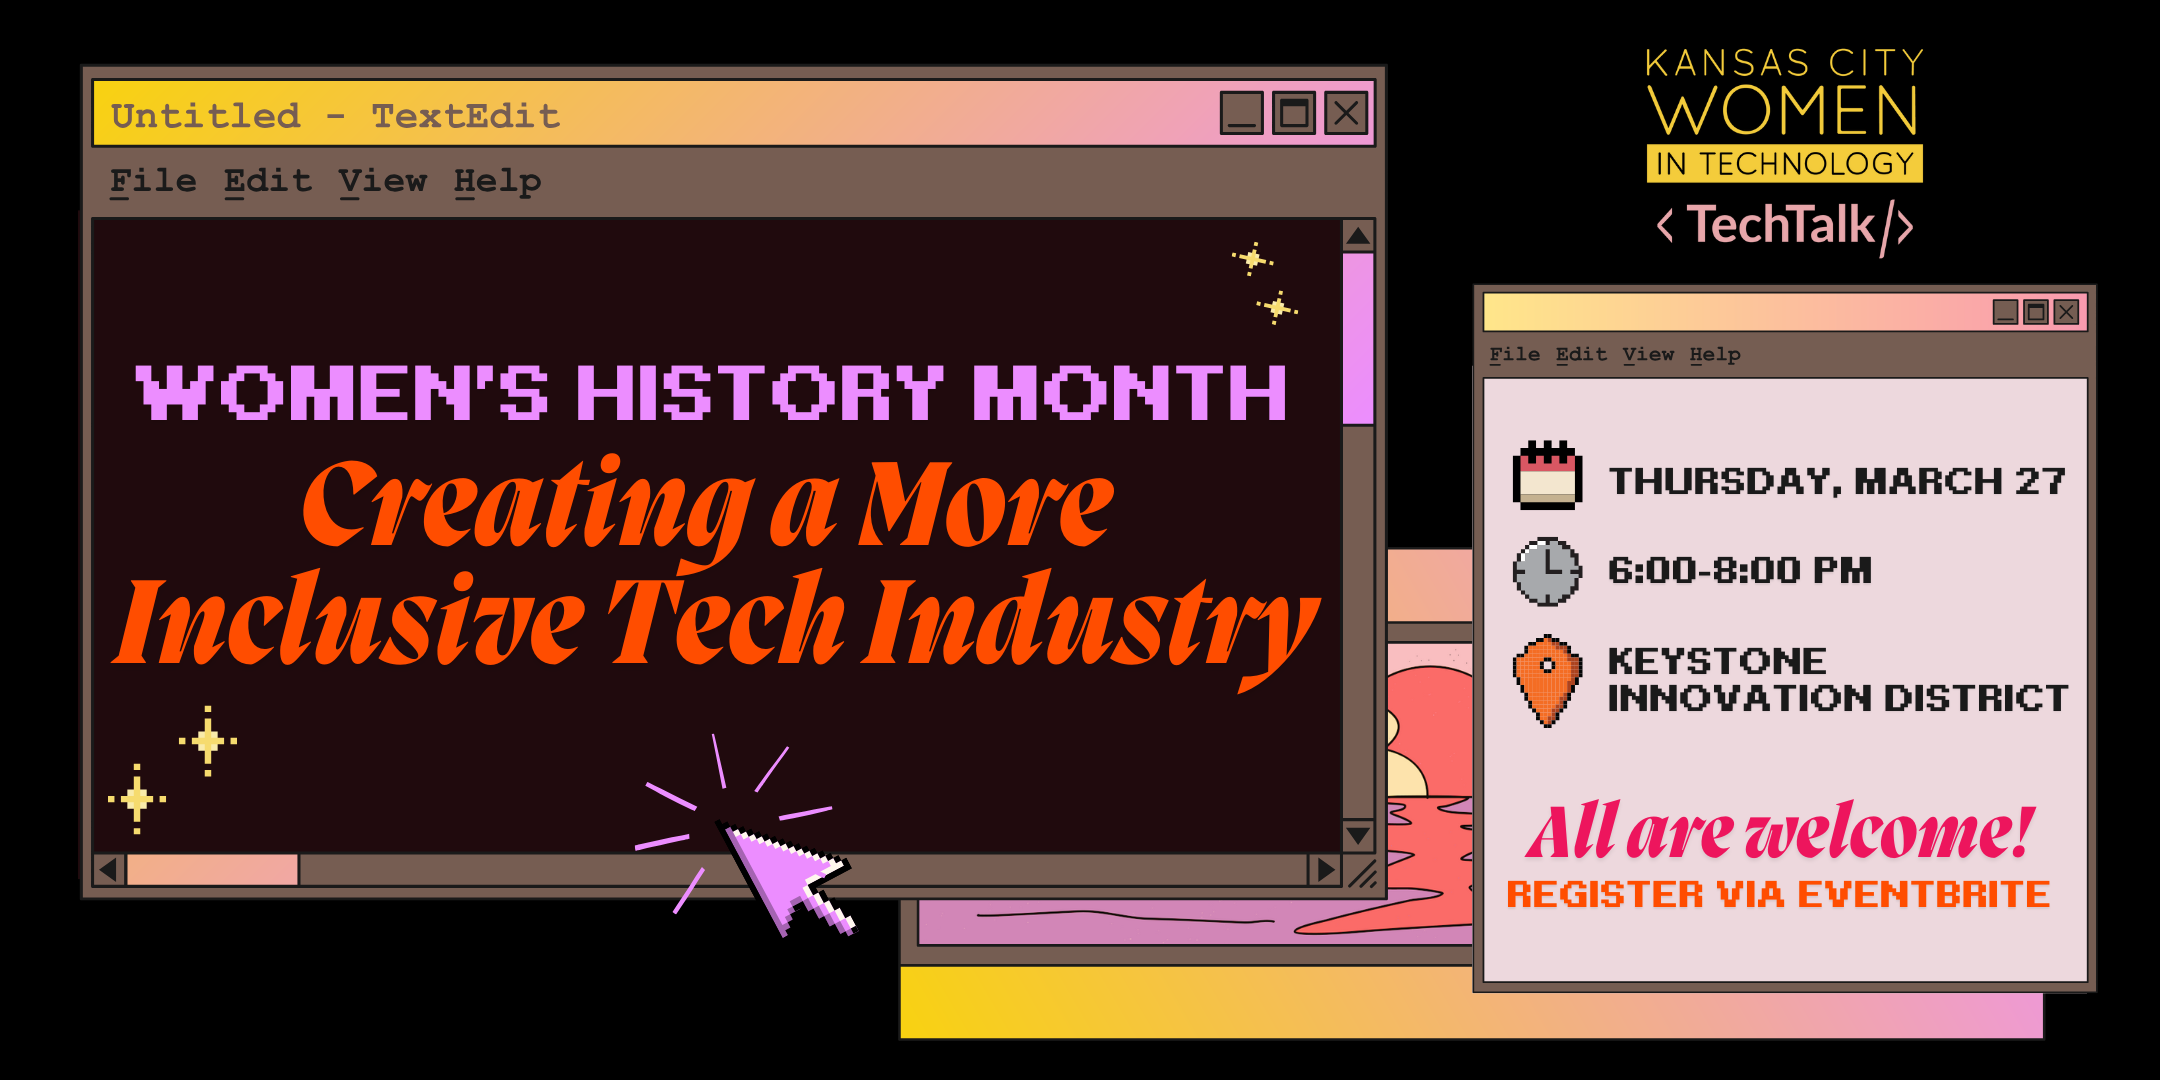 Untitled - TextEdit
File Edit View Help
WOMEN'S HISTORY MONTH
Creating a More
Inclusive Tech Industry
KANSAS CITY
WOMEN
IN TECHNOLOGY
< TechTalk/>
File Edit View Help
THURSDAY, MARCH 27
6:00-8:00 PM
KEYSTONE
INNOVATION DISTRICT
All are welcome!
REGISTER VIA EVENTBRITE